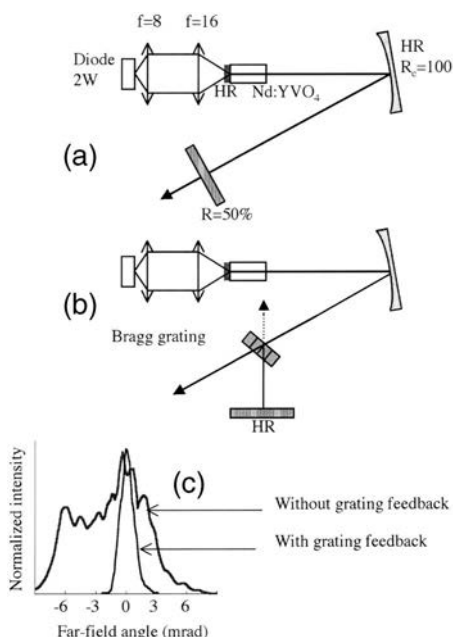 f=8 f=16
Diode
2W
HR
R_c=100
HR Nd:YVO₄
(a)
R=50%
(b)
Bragg grating
HR
(c)
Normalized intensity
Without grating feedback
With grating feedback
-6 -3 0 3 6
Far-field angle (mrad)